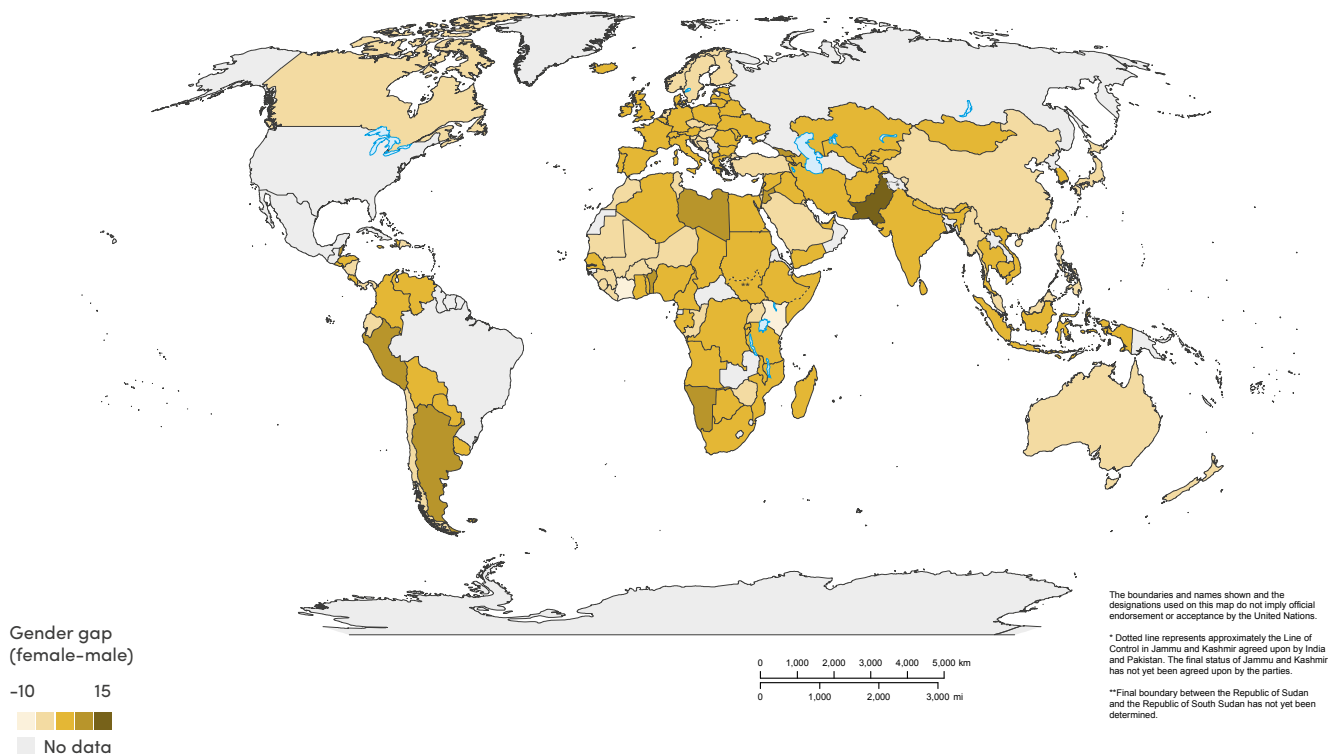 Gender gap
(female-male)
-10 15
No data
0 1,000 2,000 3,000 4,000 5,000 km
0 1,000 2,000 3,000 mi
The boundaries and names shown and the
designations used on this map do not imply official
endorsement or acceptance by the United Nations.
* Dotted line represents approximately the Line of
Control in Jammu and Kashmir agreed upon by India
and Pakistan. The final status of Jammu and Kashmir
has not yet been agreed upon by the parties.
**Final boundary between the Republic of Sudan
and the Republic of South Sudan has not yet been
determined.
**